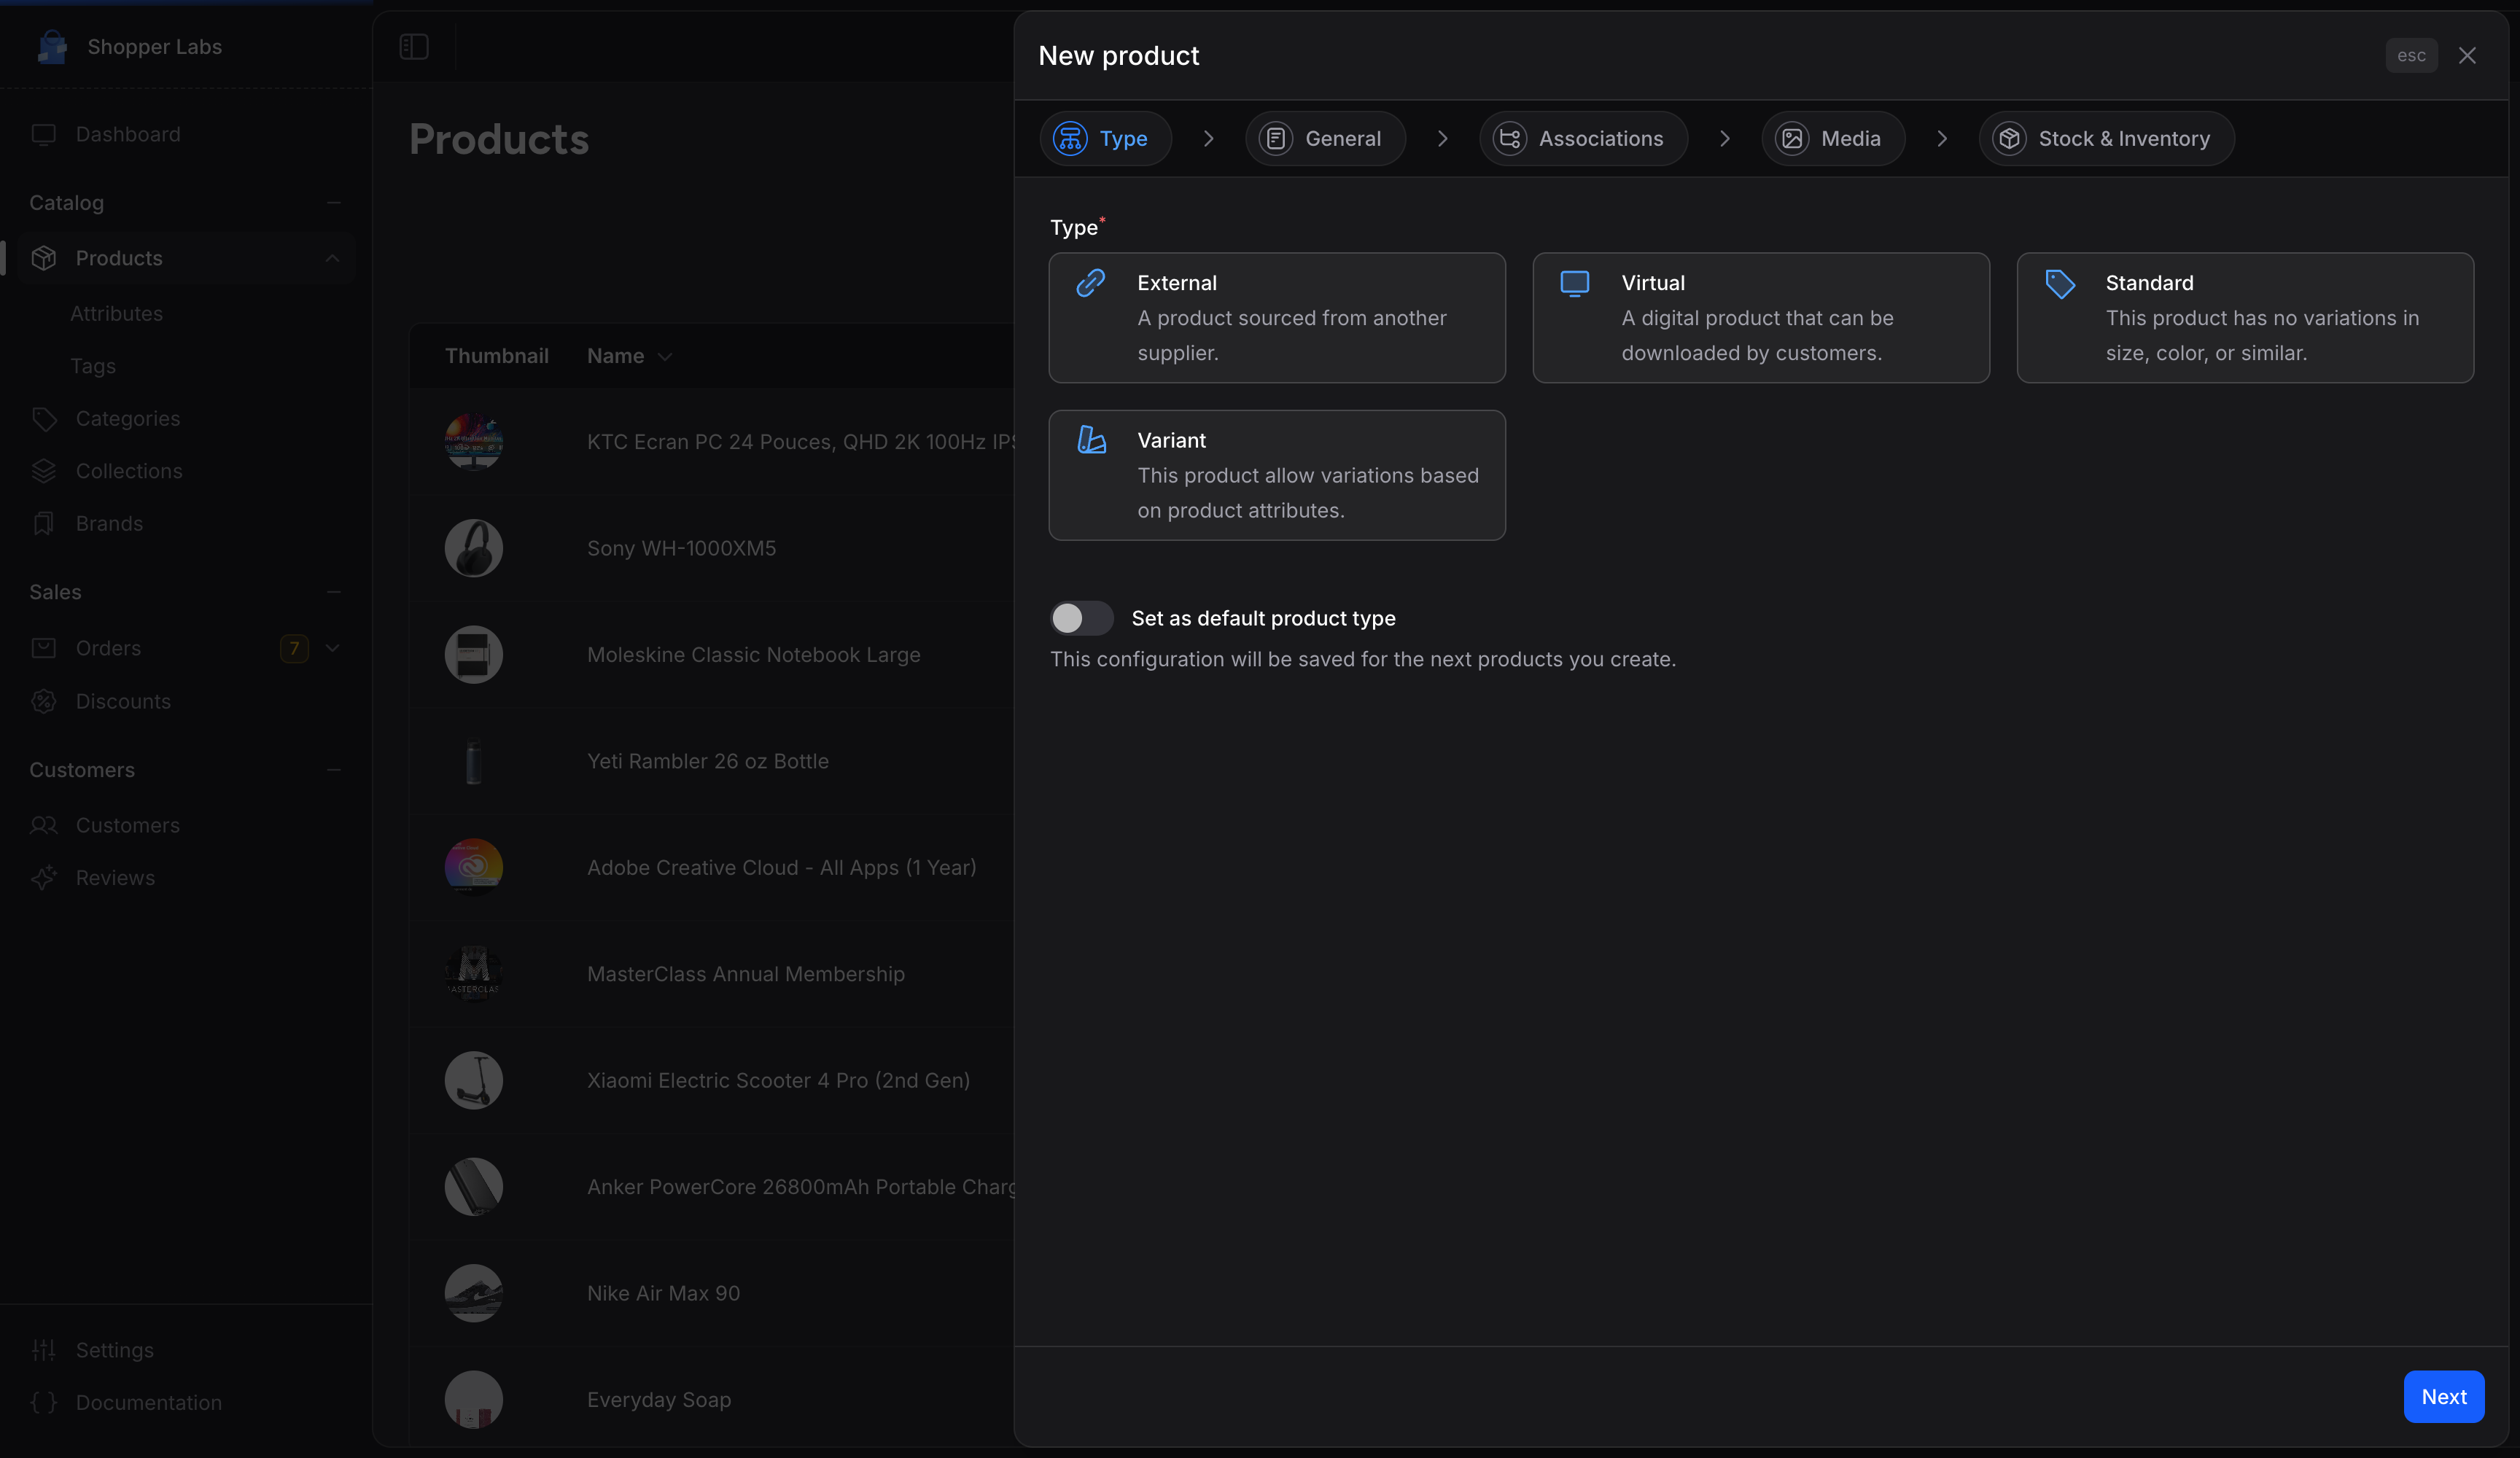 Shopper Labs
Dashboard
Catalog
Products
Attributes
Tags
Categories
Collections
Brands
Sales
Orders 7
Discounts
Customers
Customers
Reviews
Settings
Documentation
Products
Thumbnail Name
KTC Ecran PC 24 Pouces, QHD 2K 100Hz IPS
Sony WH-1000XM5
Moleskine Classic Notebook Large
Yeti Rambler 26 oz Bottle
Adobe Creative Cloud - All Apps (1 Year)
MasterClass Annual Membership
Xiaomi Electric Scooter 4 Pro (2nd Gen)
Anker PowerCore 26800mAh Portable Charg
Nike Air Max 90
Everyday Soap
New product esc
Type General Associations Media Stock & Inventory
Type*
External
A product sourced from another
supplier.
Virtual
A digital product that can be
downloaded by customers.
Standard
This product has no variations in
size, color, or similar.
Variant
This product allow variations based
on product attributes.
Set as default product type
This configuration will be saved for the next products you create.
Next